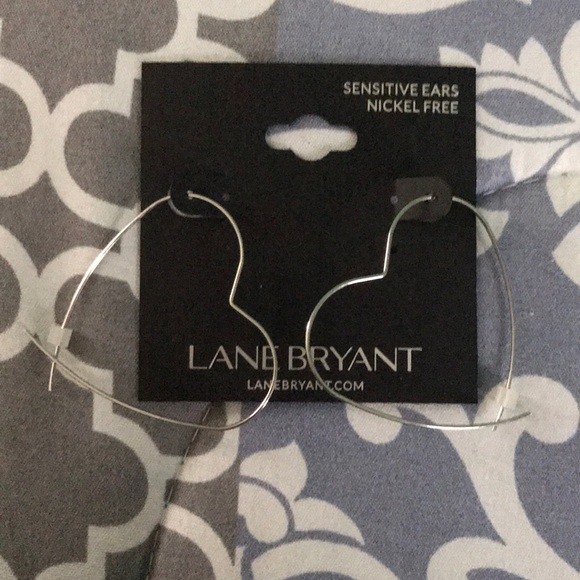 SENSITIVE EARS
NICKEL FREE
LANE BRYANT
LANEBRYANT.COM